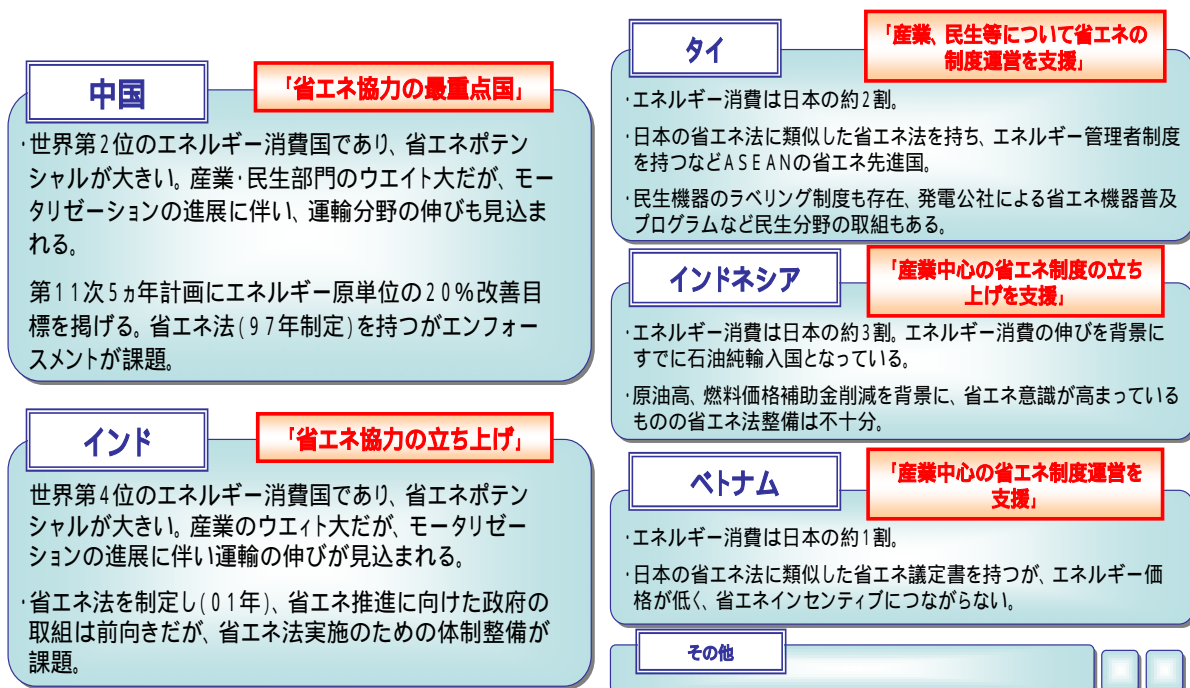 中国
「省エネ協力の最重点国」
・世界第2位のエネルギー消費国であり、省エネポテン
シャルが大きい。産業・民生部門のウエイト大だが、モー
タリゼーションの進展に伴い、運輸分野の伸びも見込ま
れる。
第11次5ヵ年計画にエネルギー原単位の20%改善目
標を掲げる。省エネ法(97年制定)を持つがエンフォー
スメントが課題。
インド
「省エネ協力の立ち上げ」
世界第4位のエネルギー消費国であり、省エネポテン
シャルが大きい。産業のウエィト大だが、モータリゼー
ションの進展に伴い運輸の伸びが見込まれる。
・省エネ法を制定し(01年)、省エネ推進に向けた政府の
取組は前向きだが、省エネ法実施のための体制整備が
課題。
タイ
「産業、民生等について省エネの
制度運営を支援」
・エネルギー消費は日本の約2割。
・日本の省エネ法に類似した省エネ法を持ち、エネルギー管理者制度
を持つなどASEANの省エネ先進国。
・民生機器のラベリング制度も存在、発電公社による省エネ機器普及
プログラムなど民生分野の取組もある。
インドネシア
「産業中心の省エネ制度の立ち
上げを支援」
・エネルギー消費は日本の約3割。エネルギー消費の伸びを背景に
すでに石油純輸入国となっている。
・原油高、燃料価格補助金削減を背景に、省エネ意識が高まっている
ものの省エネ法整備は不十分。
ベトナム
「産業中心の省エネ制度運営を
支援」
・エネルギー消費は日本の約1割。
・日本の省エネ法に類似した省エネ議定書を持つが、エネルギー価
格が低く、省エネインセンティブにつながらない。
その他